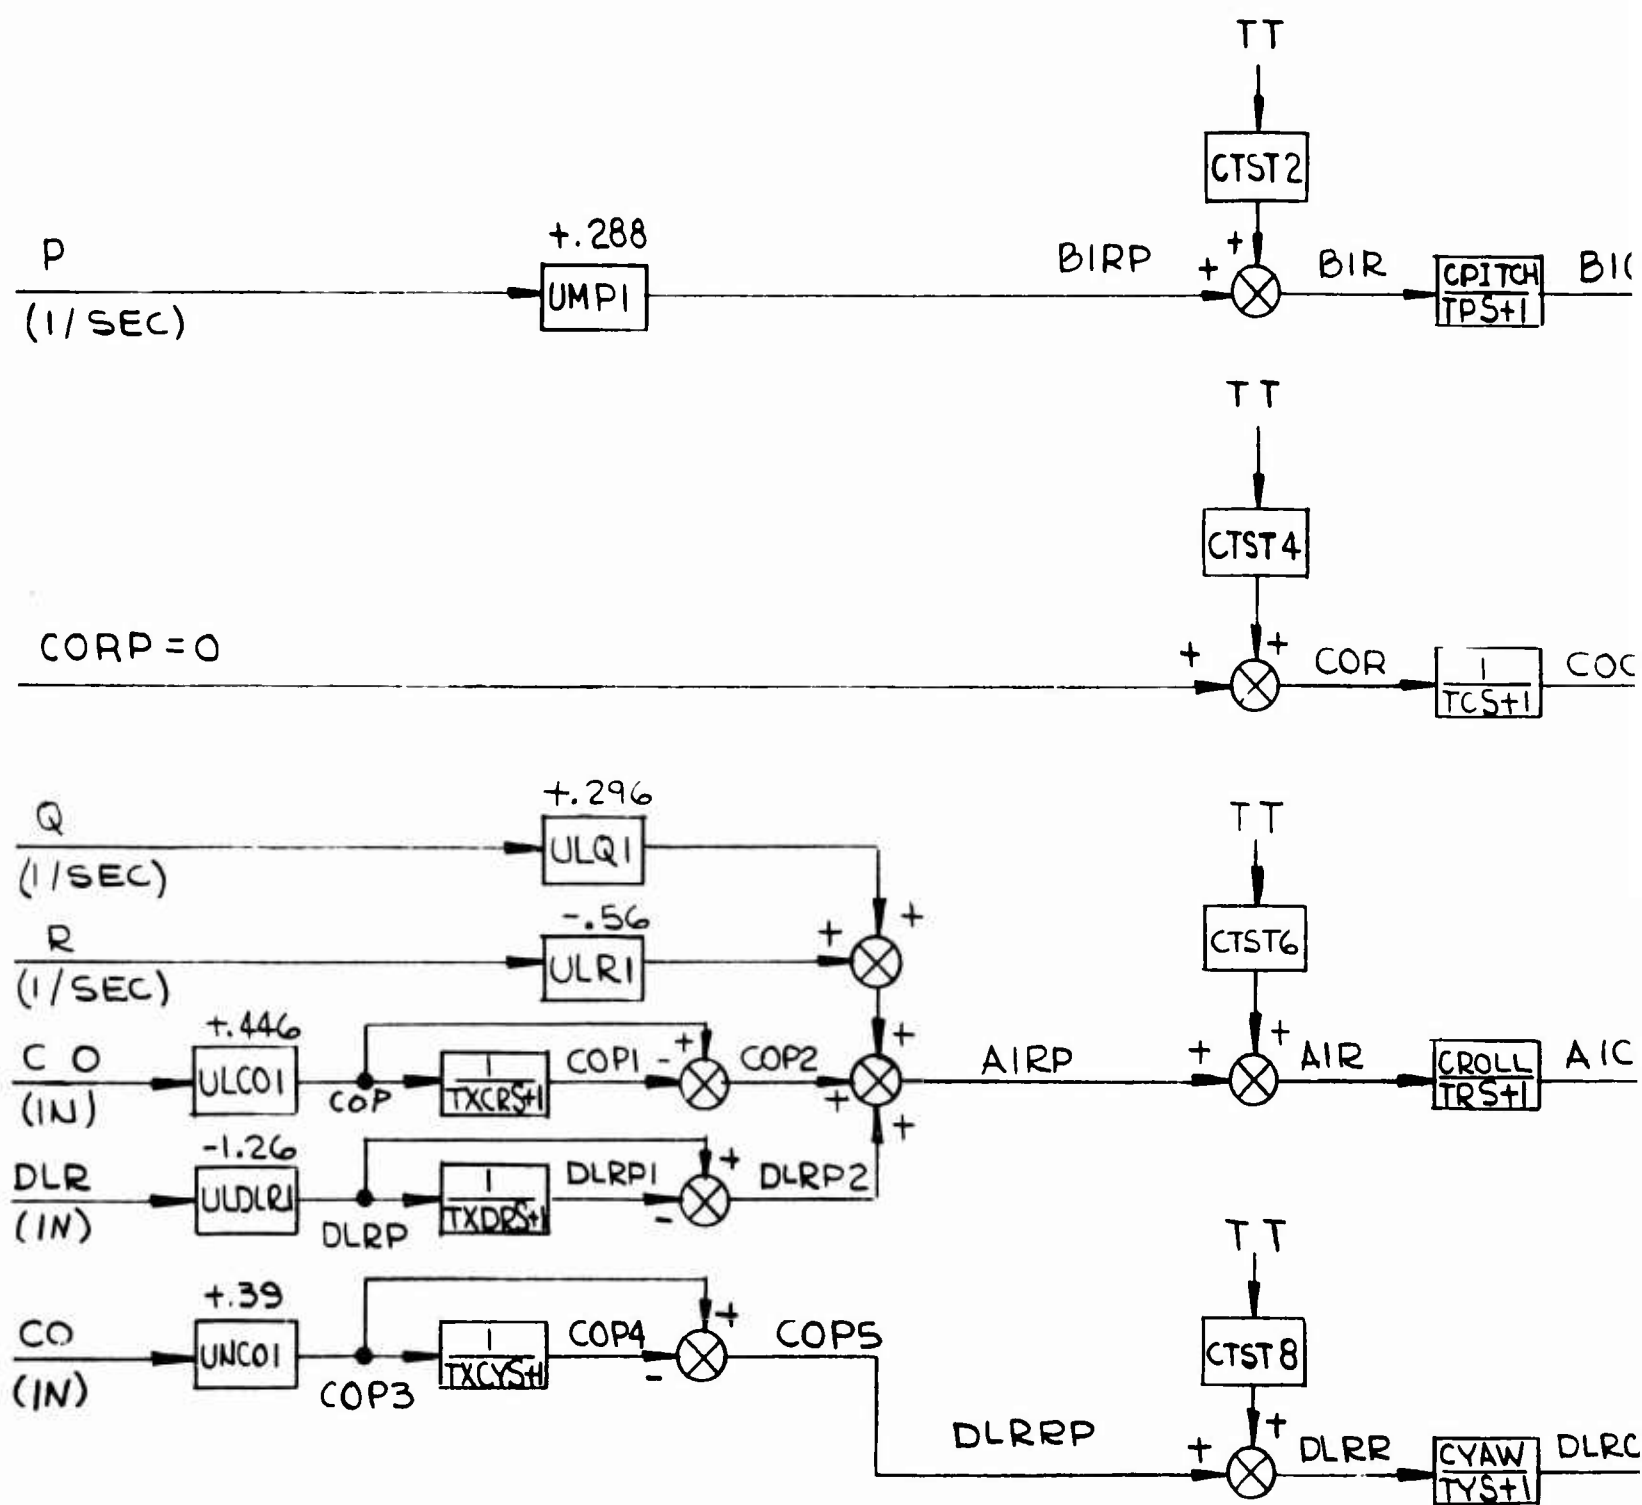 TT
CTST2
+.288
P
UMP1
(1/SEC)
BIRP
+
+
BIR
CPITCH
TPS+1
TT
CTST4
CORP=0
+
+
COR
1
TCS+1
Q
+.296
ULQ1
(1/SEC)
TT
CTST6
R
-.56
ULR1
(1/SEC)
+
+
C O
+.446
ULCO1
(IN)
COP
1
TXCRS+1
COP1
-
+
COP2
+
+
AIRP
+
+
AIR
CROLL
TRS+1
AIC
DLR
-1.26
ULDLR1
(IN)
DLRP
1
TXDRS+1
DLRP1
-
+
DLRP2
+
TT
CTST8
CO
+.39
UNCO1
(IN)
COP3
1
TXCYS+1
COP4
-
+
COP5
DLRRP
+
+
DLRR
CYAW
TYS+1
DLRC